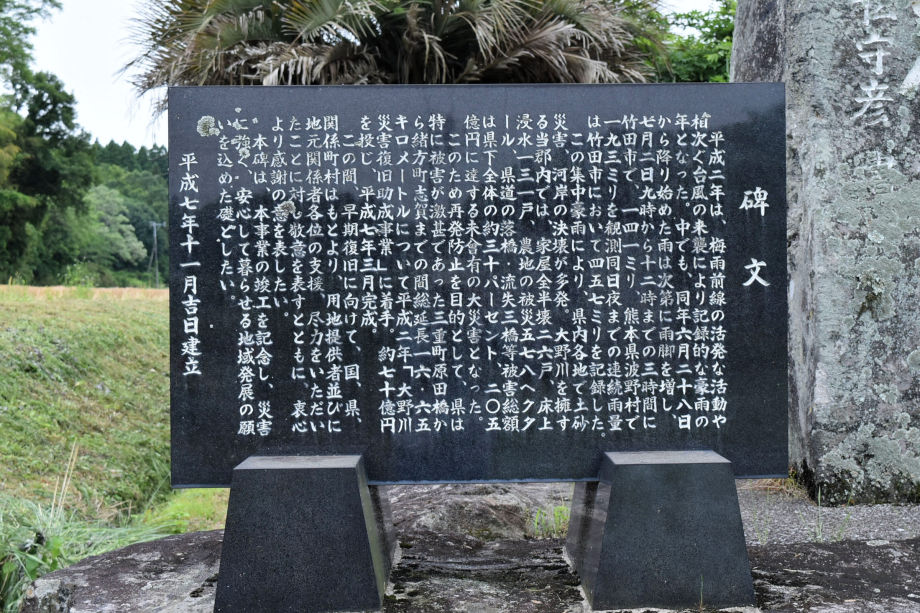 碑文
平成二年は、梅雨前線の活発な活動や
相次ぐ台風の来襲により記録的な豪雨の
年となった。中でも、同年六月二十八日
から降り始めた雨は次第に雨脚を増し、
七月二日九時から十二時までの三時間に
竹田市で、一四一ミリ、熊本県波野村で
一九三ミリを観測、同日夜までの連続雨量
は竹田市において四五七ミリを記録した。
この集中豪雨により、県内各地で土砂
災害、河岸の決壊が多発。大野川を擁す
る当郡内では、家屋全半壊二六戸、床上
浸水一三一戸、農地の被災五七八ヘクタ
ール、県道の落橋、流失三橋等、被害総額
は県下全体の約三十パーセント、二〇五
億円に達する未曾有の大災害となった。
このため再発防止を目的として、県は
特に被害が激甚であった三重町原田橋か
ら緒方町志賀までの間総延長一六・六五
キロメートルについて平成二年「大野川
災害復旧助成事業」に着手、約七十億円
を投じ、平成七年三月完成。
この間、早期復旧に向けて、国、県、
関係町村はもとより、用地提供者並びに
地元関係者各位の支援、尽力をいただい
たことに対し敬意を表すとともに、衷心
より感謝の意を表したい。
本碑は、本事業の竣工を記念し、災害
に強い、安心して暮らせる地域発展の願
いを込めた礎としたい。
平成七年十一月吉日建立
守彦